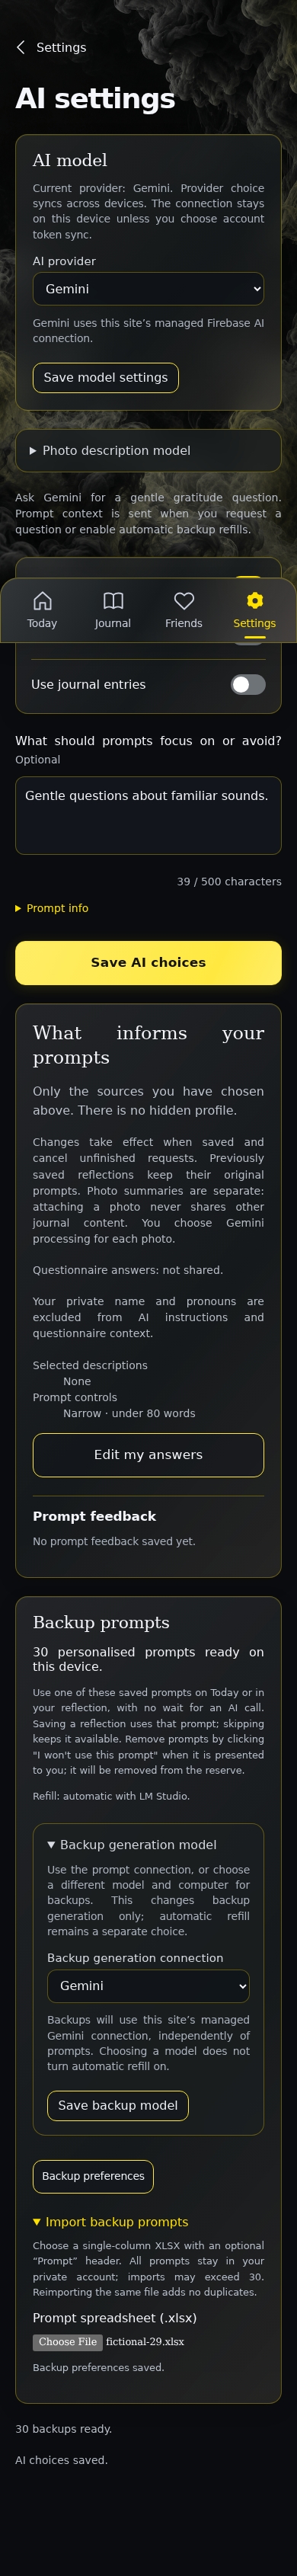 Settings
AI settings
AI model
Current provider: Gemini. Provider choice
syncs across devices. The connection stays
on this device unless you choose account
token sync.
AI provider
Gemini
Gemini uses this site’s managed Firebase AI
connection.
Save model settings
Photo description model
Ask Gemini for a gentle gratitude question.
Prompt context is sent when you request a
question or enable automatic backup refills.
Today
Journal
Friends
Settings
Use journal entries
What should prompts focus on or avoid?
Optional
Gentle questions about familiar sounds.
39 / 500 characters
Prompt info
Save AI choices
What informs your
prompts
Only the sources you have chosen
above. There is no hidden profile.
Changes take effect when saved and
cancel unfinished requests. Previously
saved reflections keep their original
prompts. Photo summaries are separate:
attaching a photo never shares other
journal content. You choose Gemini
processing for each photo.
Questionnaire answers: not shared.
Your private name and pronouns are
excluded from AI instructions and
questionnaire context.
Selected descriptions
None
Prompt controls
Narrow · under 80 words
Edit my answers
Prompt feedback
No prompt feedback saved yet.
Backup prompts
30 personalised prompts ready on
this device.
Use one of these saved prompts on Today or in
your reflection, with no wait for an AI call.
Saving a reflection uses that prompt; skipping
keeps it available. Remove prompts by clicking
"I won't use this prompt" when it is presented
to you; it will be removed from the reserve.
Refill: automatic with LM Studio.
Backup generation model
Use the prompt connection, or choose
a different model and computer for
backups. This changes backup
generation only; automatic refill
remains a separate choice.
Backup generation connection
Gemini
Backups will use this site’s managed
Gemini connection, independently of
prompts. Choosing a model does not
turn automatic refill on.
Save backup model
Backup preferences
Import backup prompts
Choose a single-column XLSX with an optional
“Prompt” header. All prompts stay in your
private account; imports may exceed 30.
Reimporting the same file adds no duplicates.
Prompt spreadsheet (.xlsx)
Choose File fictional-29.xlsx
Backup preferences saved.
30 backups ready.
AI choices saved.